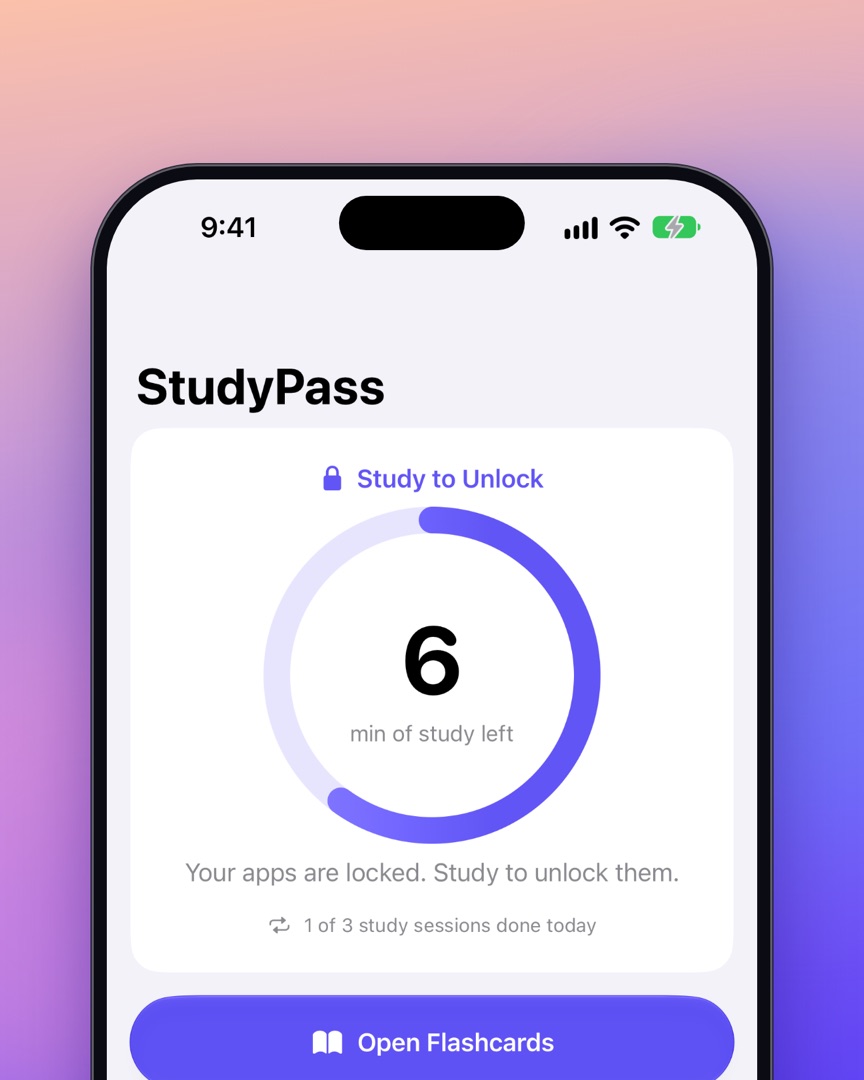 9:41
StudyPass
Study to Unlock
6
min of study left
Your apps are locked. Study to unlock them.
1 of 3 study sessions done today
Open Flashcards